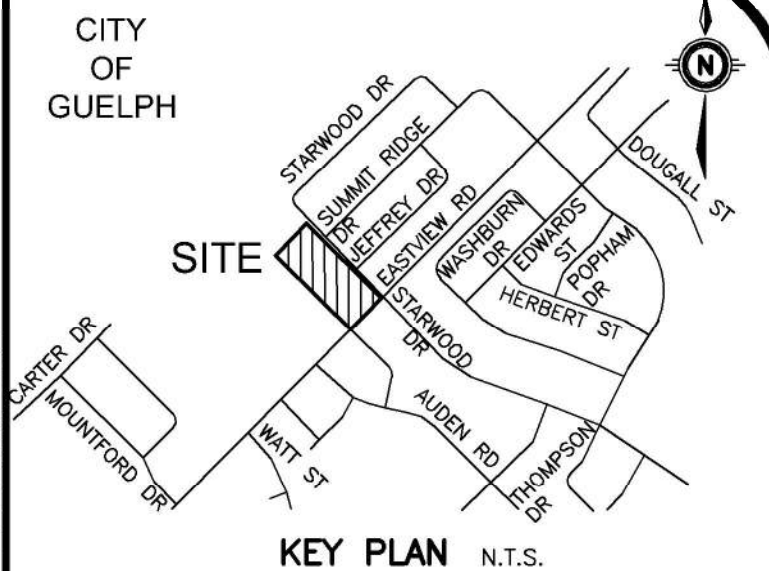 CITY
OF
GUELPH
N
STARWOOD DR
SUMMIT RIDGE
DR
JEFFREY DR
EASTVIEW RD
DOUGALL ST
WASHBURN
DR
EDWARDS
ST
POPHAM
DR
HERBERT ST
SITE
STARWOOD
DR
CARTER DR
MOUNTFORD DR
WATT ST
AUDEN RD
THOMPSON
DR
KEY PLAN N.T.S.